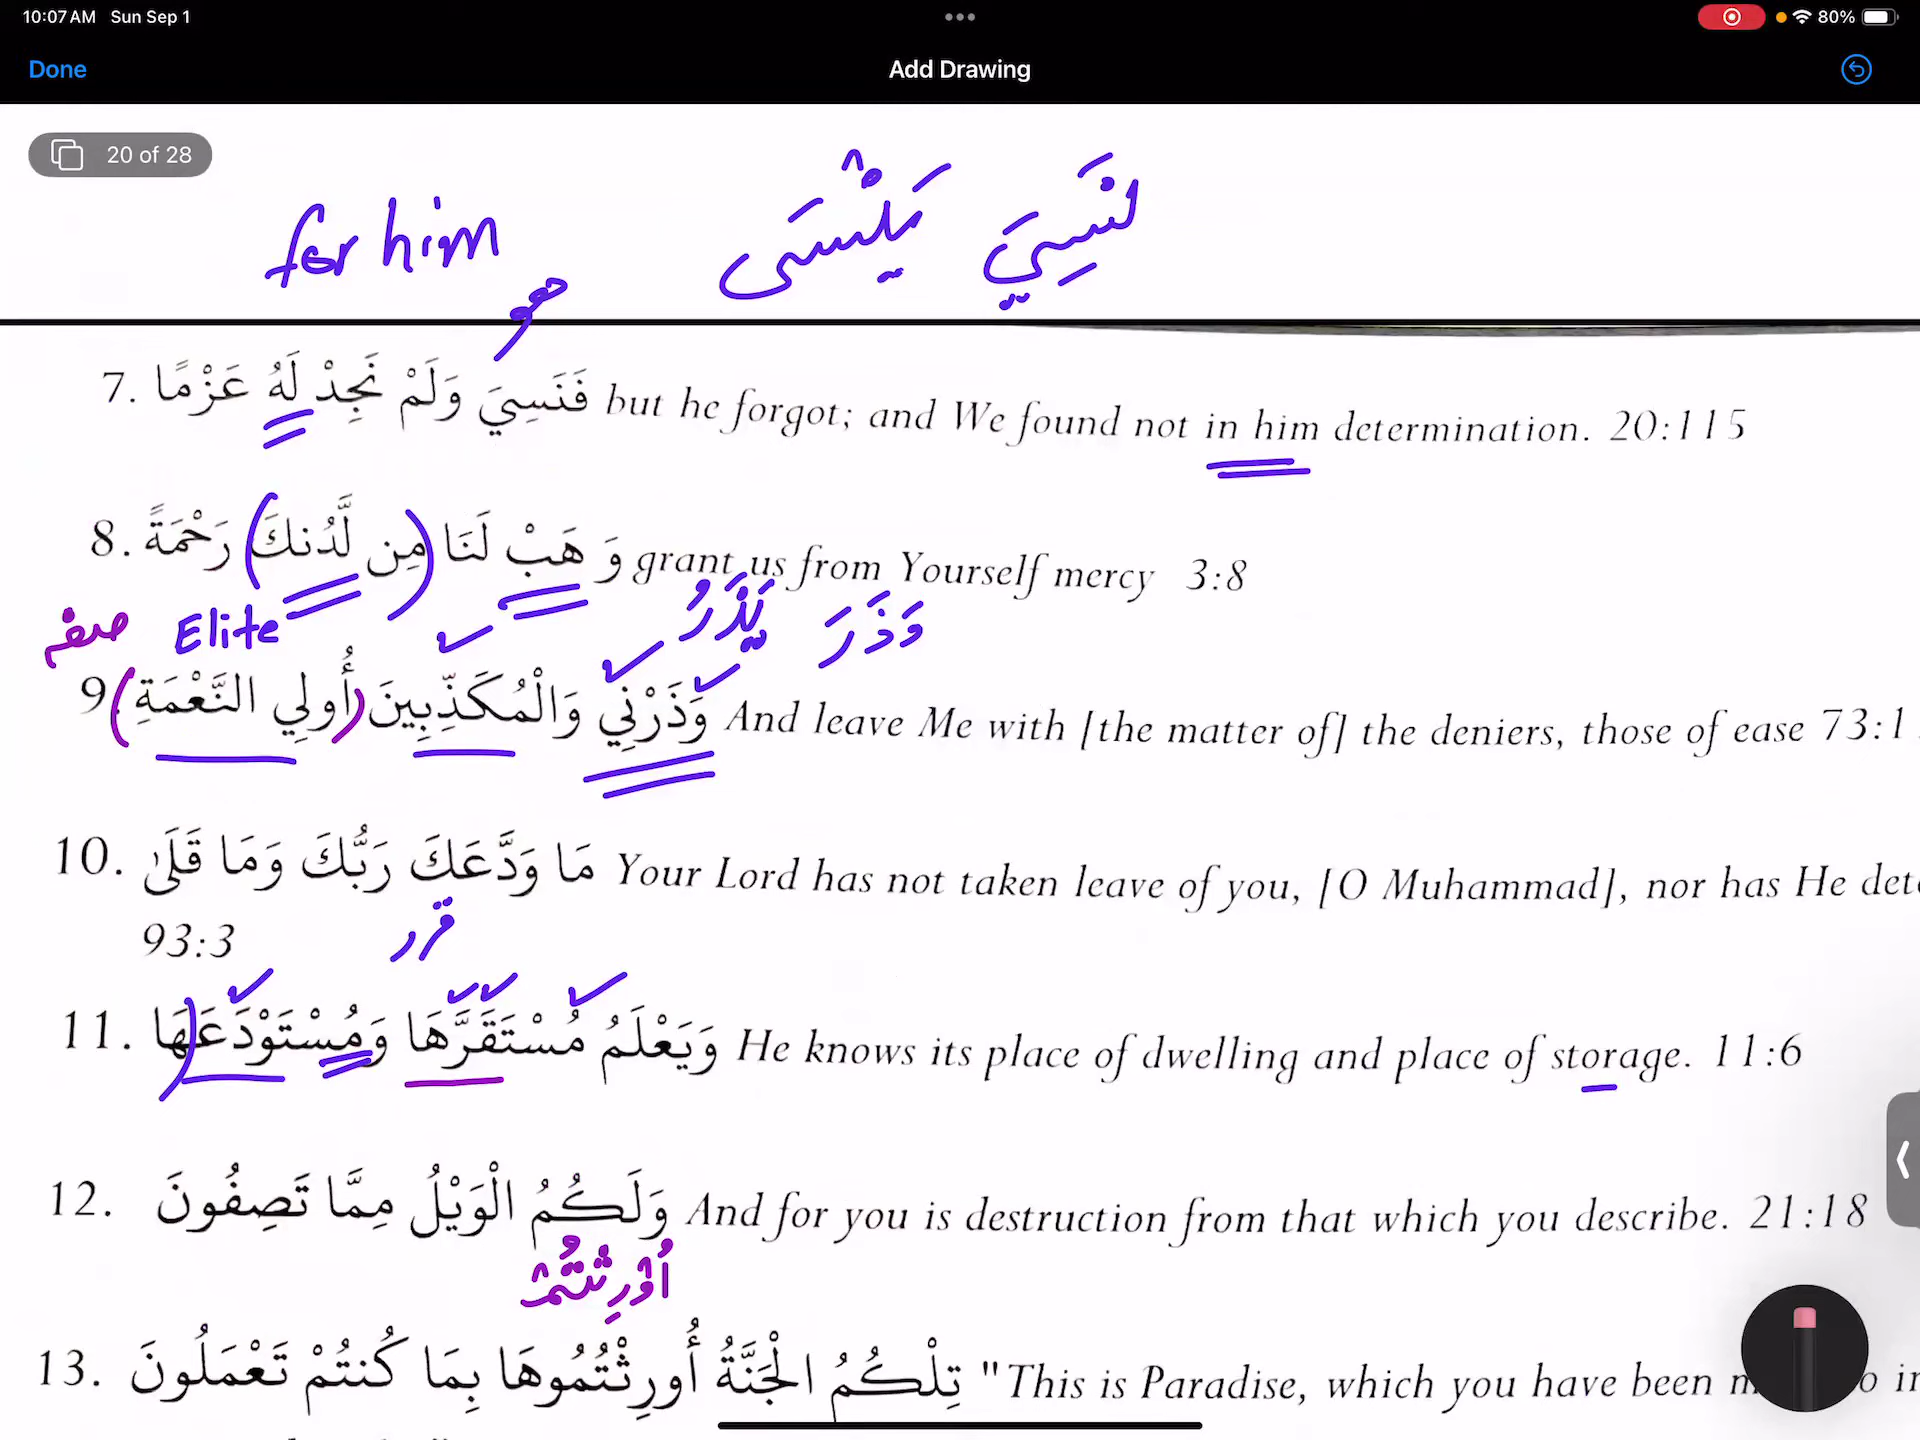 10:07 AM Sun Sep 1
80%
Done
Add Drawing
20 of 28
for him
يَنْسَى نَسِيَ
هو
7. فَنَسِيَ وَلَمْ نَجِدْ لَهُ عَزْمًا but he forgot; and We found not in him determination. 20:115
8. وَ هَبْ لَنَا مِن لَّدُنكَ رَحْمَةً grant us from Yourself mercy 3:8
وَذَرَ يَذَرُ
Elite
9. وَذَرْنِي وَالْمُكَذِّبِينَ أُولِي النَّعْمَةِ And leave Me with [the matter of] the deniers, those of ease 73:1
10. مَا وَدَّعَكَ رَبُّكَ وَمَا قَلَىٰ Your Lord has not taken leave of you, [O Muhammad], nor has He det
93:3
قرر
11. وَيَعْلَمُ مُسْتَقَرَّهَا وَمُسْتَوْدَعَهَا He knows its place of dwelling and place of storage. 11:6
12. وَلَكُمُ الْوَيْلُ مِمَّا تَصِفُونَ And for you is destruction from that which you describe. 21:18
اُوْرِثْتُمْ
13. تِلْكُمُ الْجَنَّةُ أُورِثْتُمُوهَا بِمَا كُنتُمْ تَعْمَلُونَ "This is Paradise, which you have been